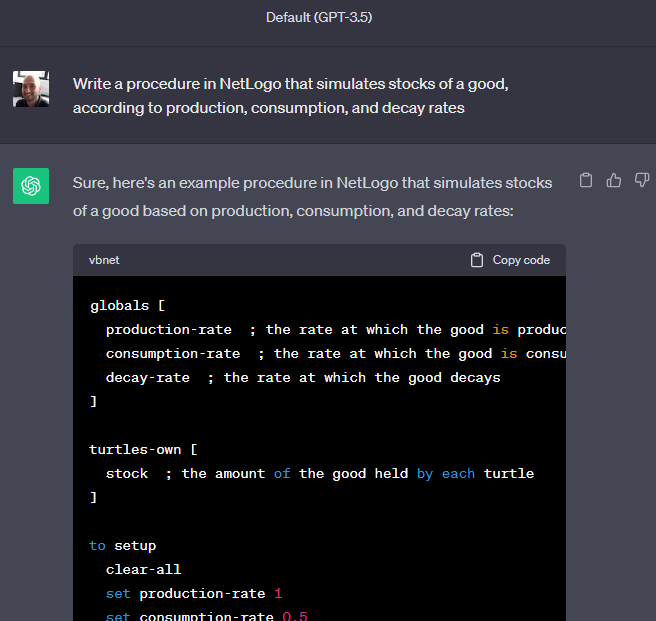 Default (GPT-3.5)
Write a procedure in NetLogo that simulates stocks of a good,
according to production, consumption, and decay rates
Sure, here's an example procedure in NetLogo that simulates stocks
of a good based on production, consumption, and decay rates:
vbnet
Copy code
globals [
production-rate ; the rate at which the good is produc
consumption-rate ; the rate at which the good is consu
decay-rate ; the rate at which the good decays
]
turtles-own [
stock ; the amount of the good held by each turtle
]
to setup
clear-all
set production-rate 1
set consumption-rate 0.5